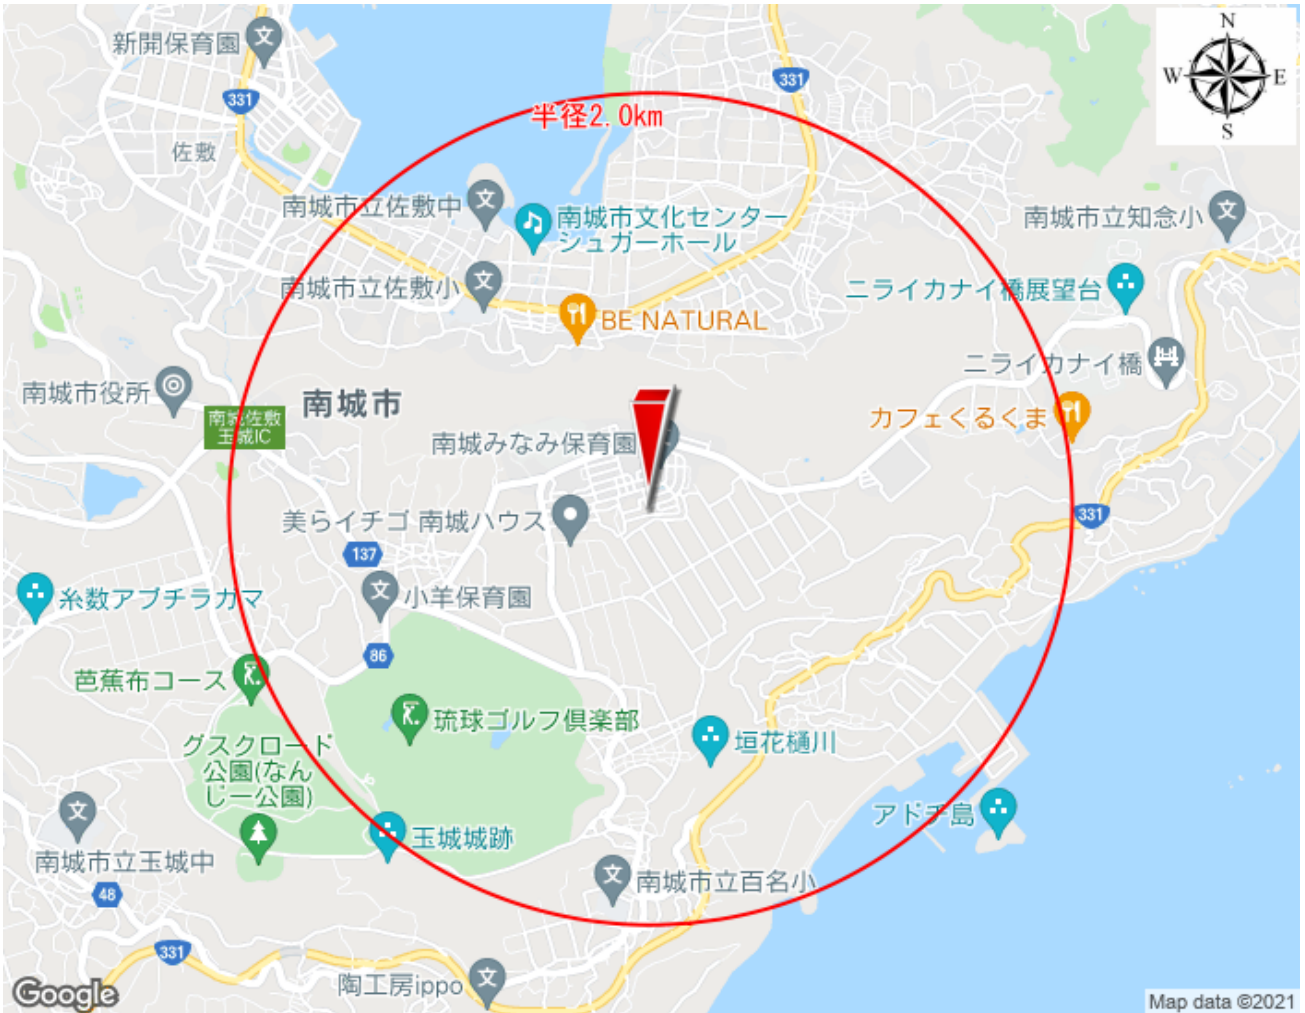 N
新開保育園
331
331
W
E
半径2.0km
S
佐敷
南城市立佐敷中
南城市文化センター
シュガーホール
南城市立知念小
南城市立佐敷小
ニライカナイ橋展望台
BE NATURAL
ニライカナイ橋
南城市役所
南城市
南城佐敷
玉城IC
カフェくるくま
南城みなみ保育園
美らイチゴ 南城ハウス
331
137
糸数アブチラガマ
小羊保育園
86
芭蕉布コース
琉球ゴルフ倶楽部
グスクロード
公園(なん
じー公園)
垣花樋川
アドチ島
玉城城跡
南城市立玉城中
南城市立百名小
48
331
陶工房ippo
Google
Map data ©2021